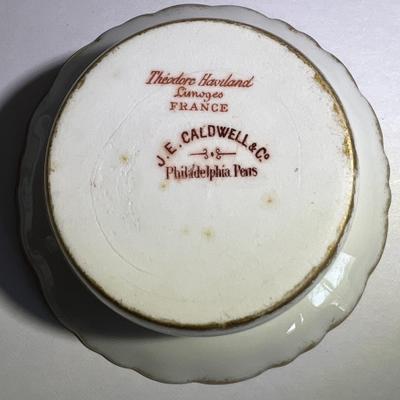 Théodore Haviland
Limoges
FRANCE
J. E. CALDWELL & Co
Philadelphia Pens